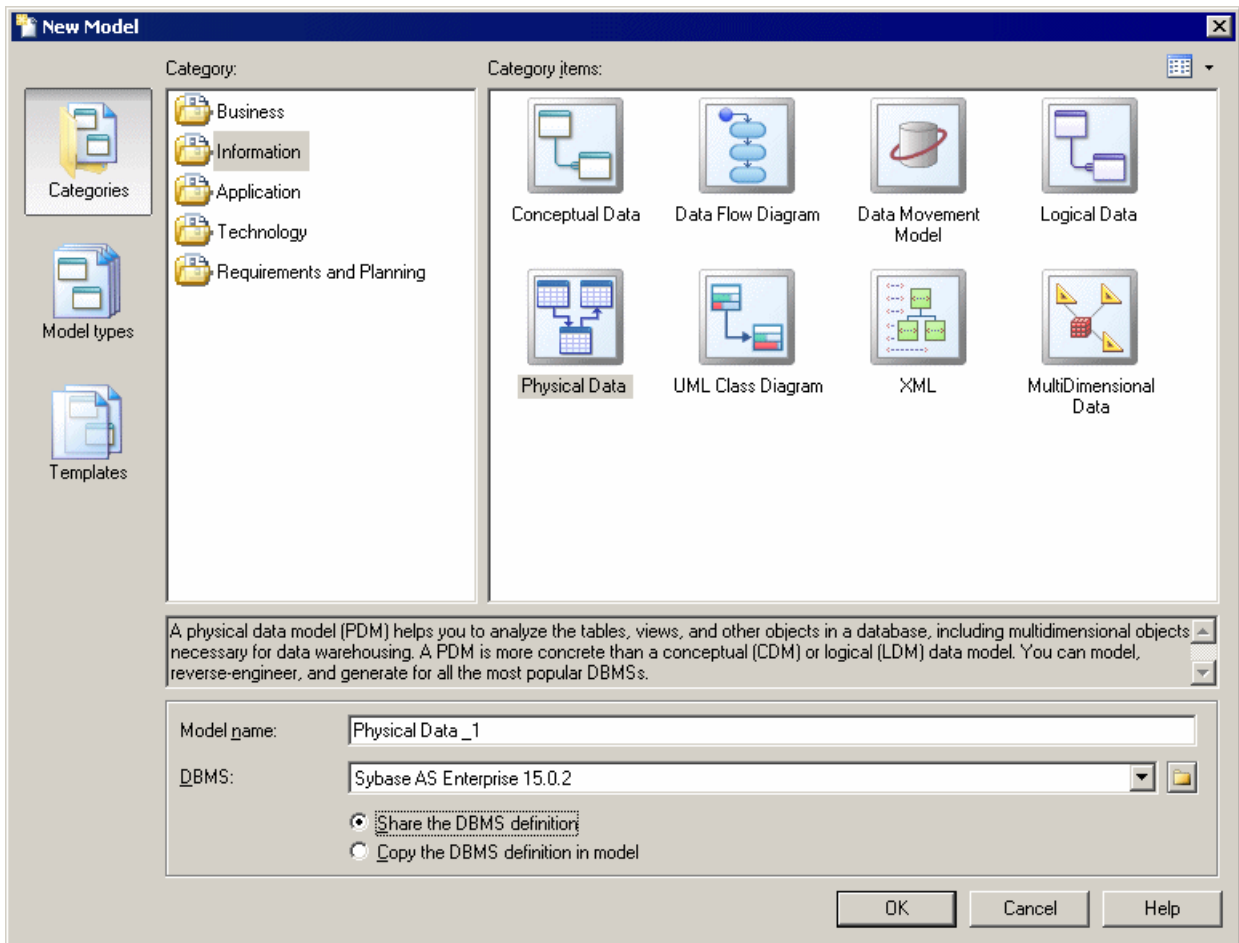 New Model
Category:
Category items:
Categories
Model types
Templates
Business
Information
Application
Technology
Requirements and Planning
Conceptual Data
Data Flow Diagram
Data Movement
Model
Logical Data
Physical Data
UML Class Diagram
XML
MultiDimensional
Data
A physical data model (PDM) helps you to analyze the tables, views, and other objects in a database, including multidimensional objects
necessary for data warehousing. A PDM is more concrete than a conceptual (CDM) or logical (LDM) data model. You can model,
reverse-engineer, and generate for all the most popular DBMSs.
Model name:
Physical Data _1
DBMS:
Sybase AS Enterprise 15.0.2
Share the DBMS definition
Copy the DBMS definition in model
OK
Cancel
Help